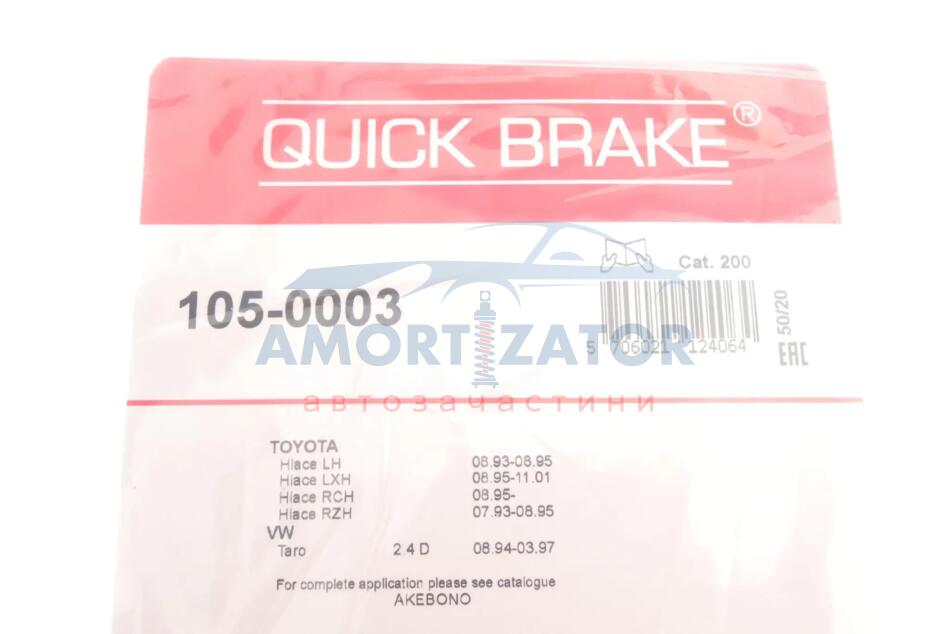 QUICK BRAKE®
Cat. 200
105-0003
50/20
EAC
5 706021 124064
AMORTIZATOR
автозачастини
TOYOTA
Hiace LH 08.93-08.95
Hiace LXH 08.95-11.01
Hiace RCH 08.95-
Hiace RZH 07.93-08.95
VW
Taro 2.4 D 08.94-03.97
For complete application please see catalogue
AKEBONO